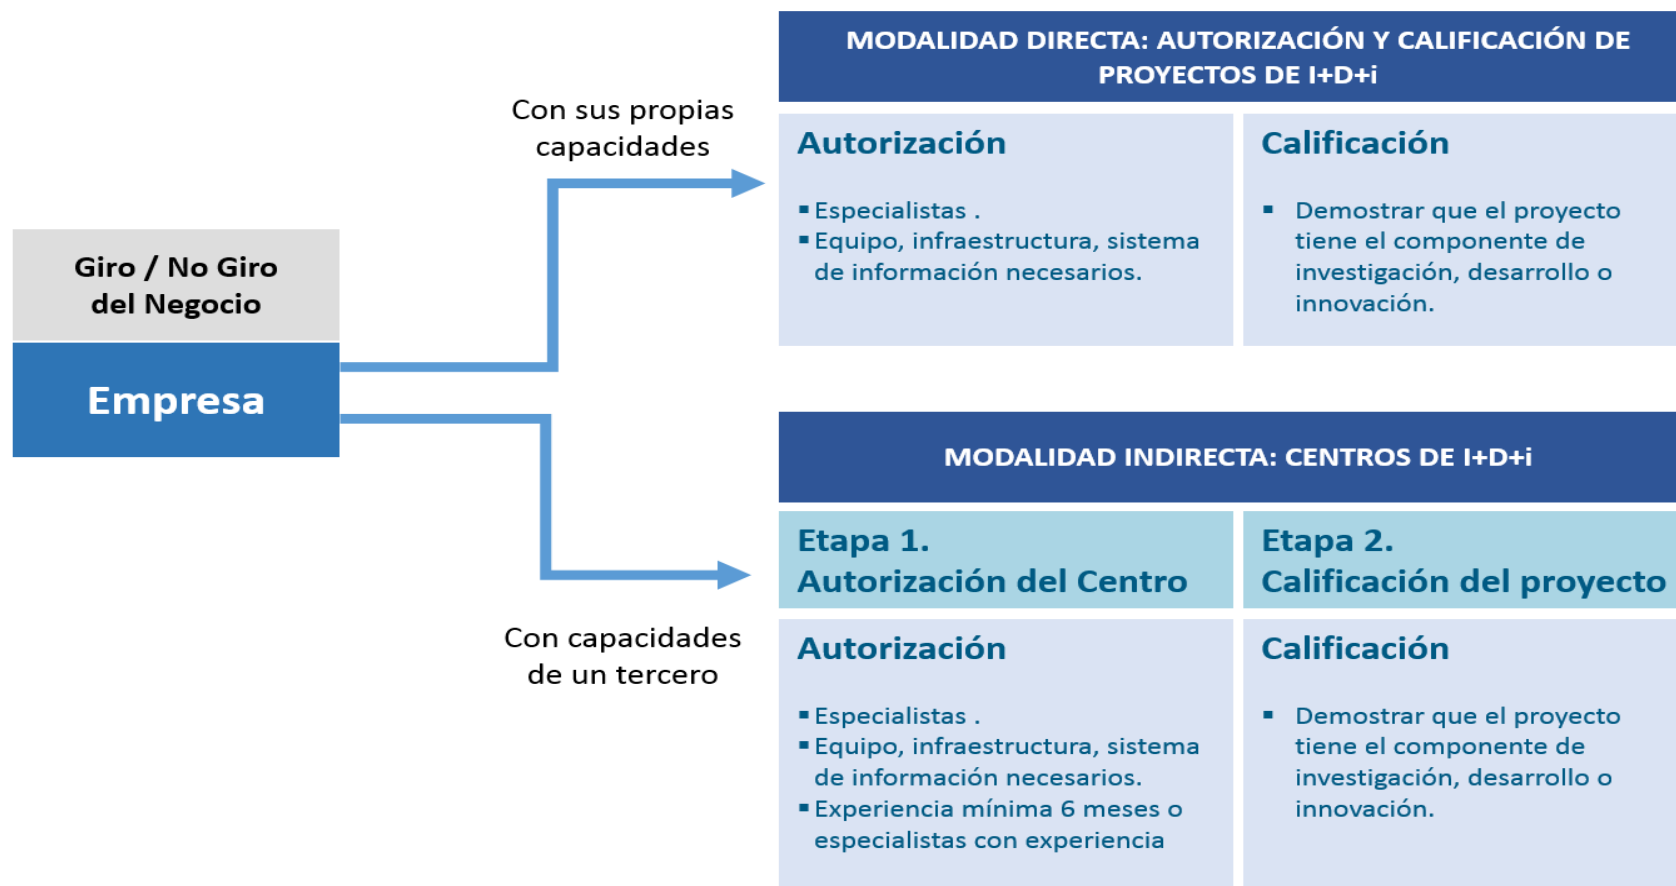 Giro / No Giro
del Negocio
Empresa
Con sus propias
capacidades
MODALIDAD DIRECTA: AUTORIZACIÓN Y CALIFICACIÓN DE
PROYECTOS DE I+D+i
Autorización
▪ Especialistas .
▪ Equipo, infraestructura, sistema
de información necesarios.
Calificación
▪ Demostrar que el proyecto
tiene el componente de
investigación, desarrollo o
innovación.
Con capacidades
de un tercero
MODALIDAD INDIRECTA: CENTROS DE I+D+i
Etapa 1.
Autorización del Centro
Etapa 2.
Calificación del proyecto
Autorización
▪ Especialistas .
▪ Equipo, infraestructura, sistema
de información necesarios.
▪ Experiencia mínima 6 meses o
especialistas con experiencia
Calificación
▪ Demostrar que el proyecto
tiene el componente de
investigación, desarrollo o
innovación.